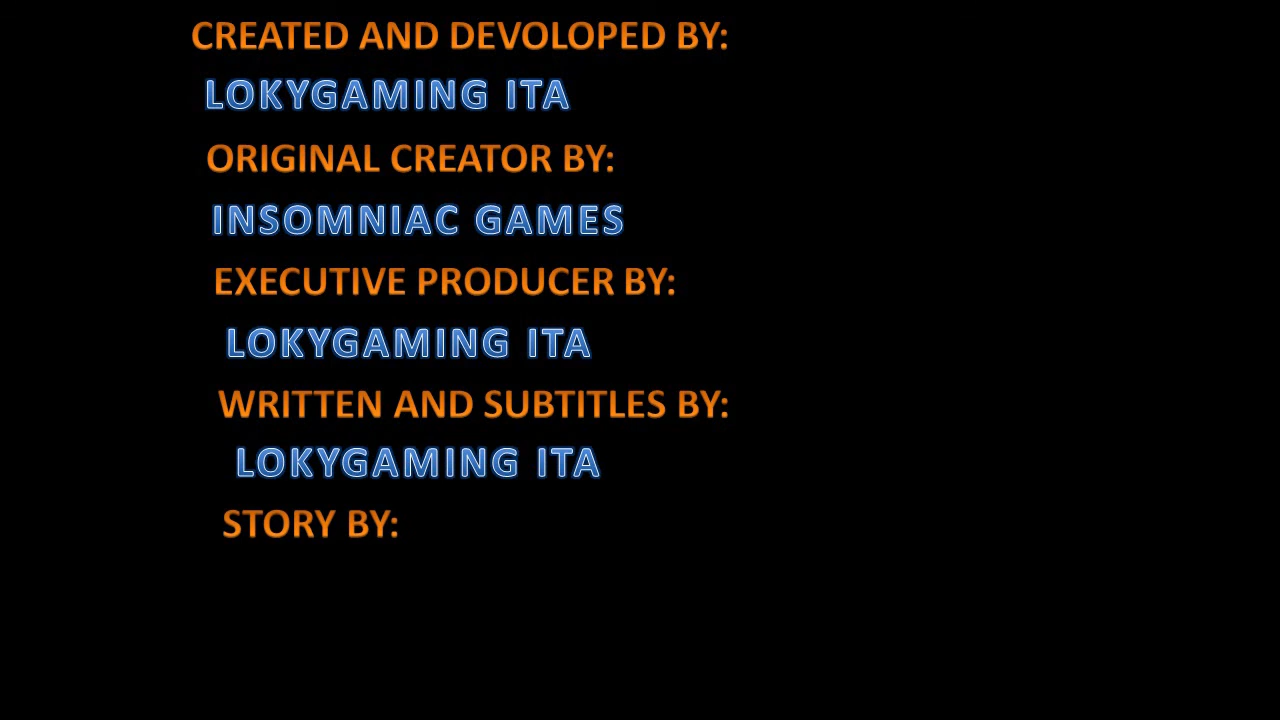 CREATED AND DEVOLOPED BY:
LOKYGAMING ITA
ORIGINAL CREATOR BY:
INSOMNIAC GAMES
EXECUTIVE PRODUCER BY:
LOKYGAMING ITA
WRITTEN AND SUBTITLES BY:
LOKYGAMING ITA
STORY BY: